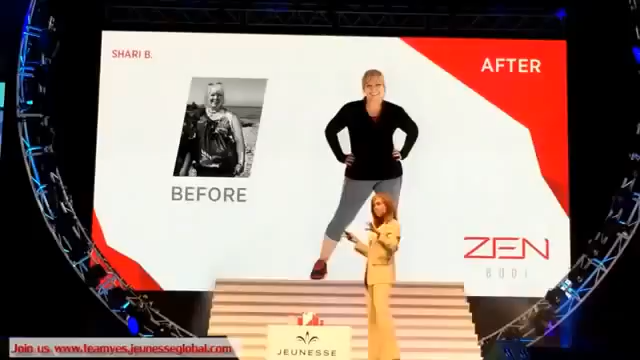 SHARI B.
AFTER
BEFORE
ZEN
BODI
JEUNESSE
Join us www.teamyes.jeunesseglobal.com